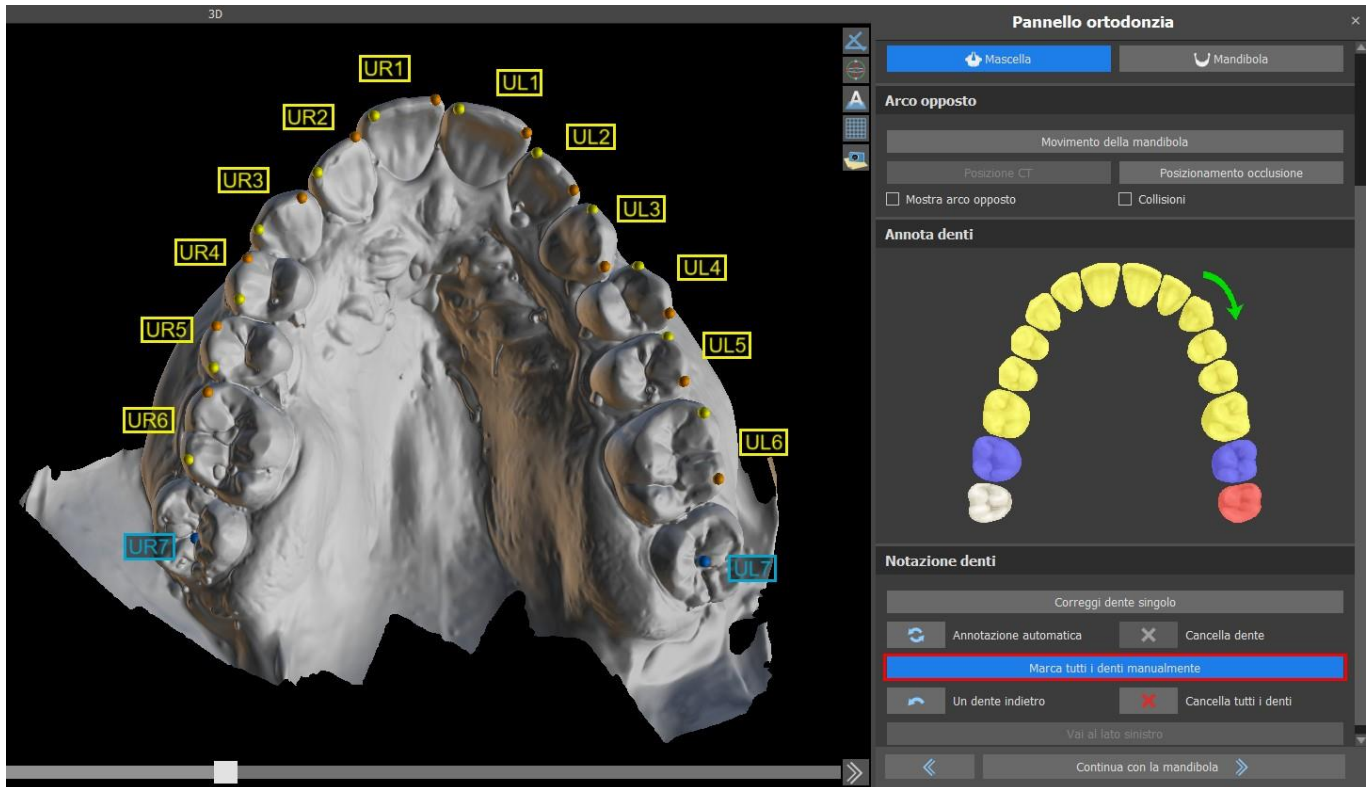 3D
UR1
UL1
UR2
UL2
UR3
UL3
UR4
UL4
UR5
UL5
UR6
UL6
UR7
UL7
Pannello ortodonzia
Mascella
Mandibola
Arco opposto
Movimento della mandibola
Posizione CT
Posizionamento occlusione
Mostra arco opposto
Collisioni
Annota denti
Notazione denti
Correggi dente singolo
Annotazione automatica
Cancella dente
Marca tutti i denti manualmente
Un dente indietro
Cancella tutti i denti
Vai al lato sinistro
Continua con la mandibola